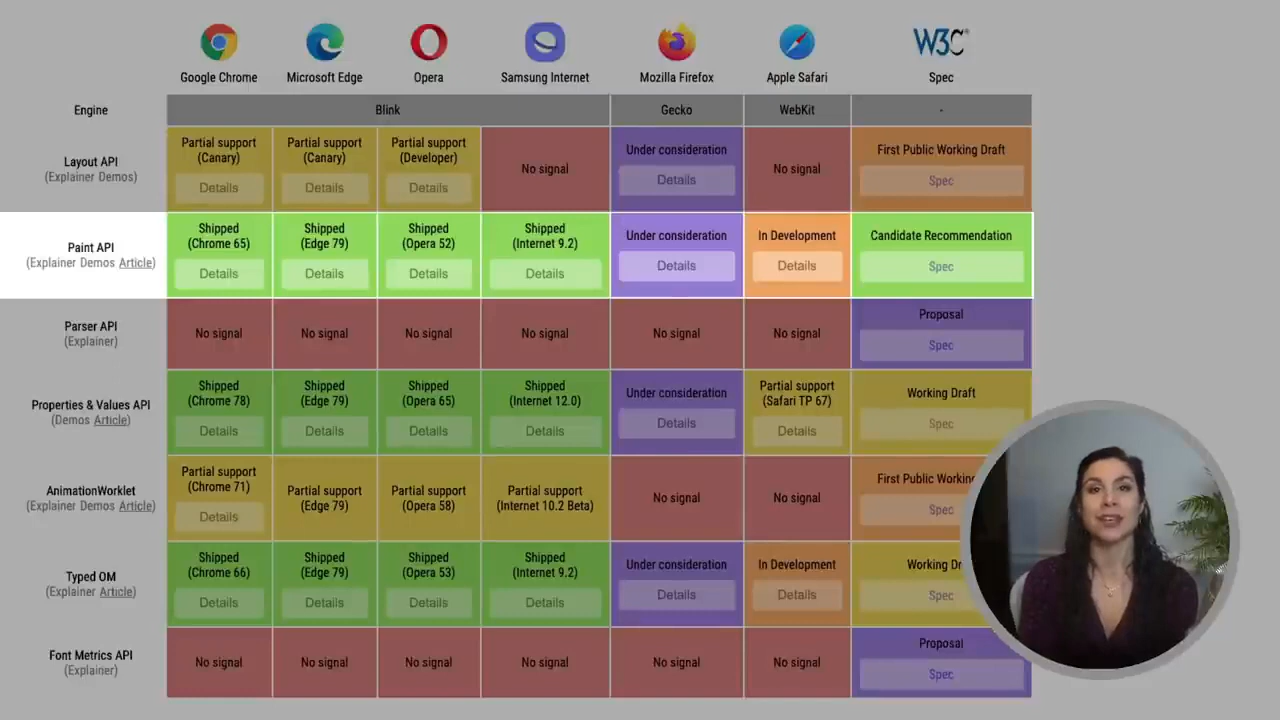 W3C®
Google Chrome
Microsoft Edge
Opera
Samsung Internet
Mozilla Firefox
Apple Safari
Spec
Engine
Blink
Gecko
WebKit
-
Layout API
(Explainer Demos)
Partial support
(Canary)
Details
Partial support
(Canary)
Details
Partial support
(Developer)
Details
No signal
Under consideration
Details
No signal
First Public Working Draft
Spec
Paint API
(Explainer Demos Article)
Shipped
(Chrome 65)
Details
Shipped
(Edge 79)
Details
Shipped
(Opera 52)
Details
Shipped
(Internet 9.2)
Details
Under consideration
Details
In Development
Details
Candidate Recommendation
Spec
Parser API
(Explainer)
No signal
No signal
No signal
No signal
No signal
No signal
Proposal
Spec
Properties & Values API
(Demos Article)
Shipped
(Chrome 78)
Details
Shipped
(Edge 79)
Details
Shipped
(Opera 65)
Details
Shipped
(Internet 12.0)
Details
Under consideration
Details
Partial support
(Safari TP 67)
Details
Working Draft
Spec
AnimationWorklet
(Explainer Demos Article)
Partial support
(Chrome 71)
Details
Partial support
(Edge 79)
Partial support
(Opera 58)
Partial support
(Internet 10.2 Beta)
No signal
No signal
First Public Working
Spec
Typed OM
(Explainer Article)
Shipped
(Chrome 66)
Details
Shipped
(Edge 79)
Details
Shipped
(Opera 53)
Details
Shipped
(Internet 9.2)
Details
Under consideration
Details
In Development
Details
Working Dr
Spec
Font Metrics API
(Explainer)
No signal
No signal
No signal
No signal
No signal
No signal
Proposal
Spec